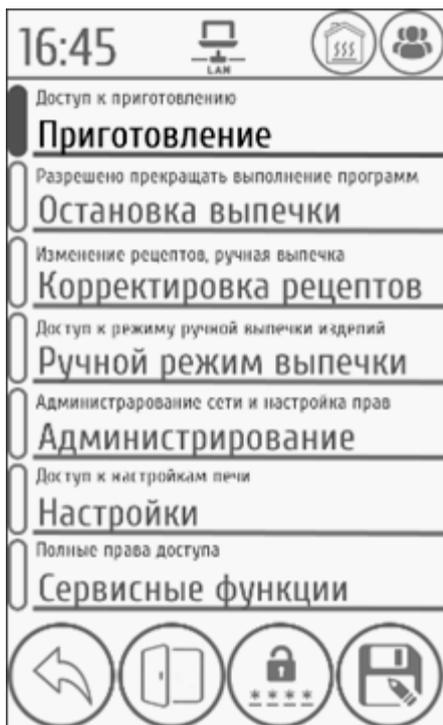 16:45
LAN
Доступ к приготовлению
Приготовление
Разрешено прекращать выполнение программ
Остановка выпечки
Изменение рецептов, ручная выпечка
Корректировка рецептов
Доступ к режиму ручной выпечки изделий
Ручной режим выпечки
Администрарование сети и настройка прав
Администрирование
Доступ к настройкам печи
Настройки
Полные права доступа
Сервисные функции
****